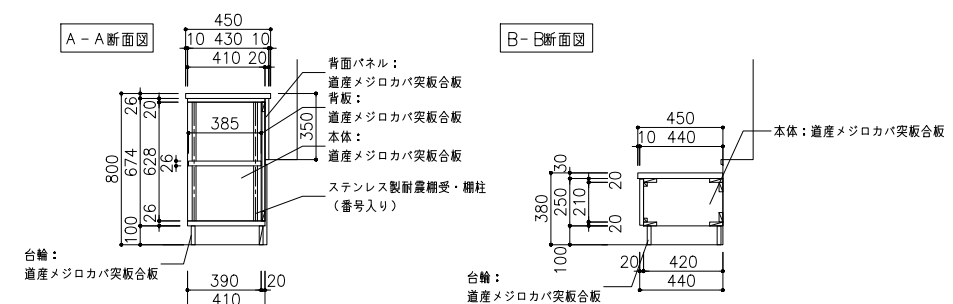 A-A断面図
450
10 430 10
410 20
背面パネル：
道産メジロカバ突板合板
背板：
道産メジロカバ突板合板
本体：
道産メジロカバ突板合板
ステンレス製耐震棚受・棚柱
（番号入り）
385
350
800
26
674
100
20
628
26
26
台輪：
道産メジロカバ突板合板
390 20
410
B-B断面図
450
10 440
本体：道産メジロカバ突板合板
380
30
250
100
210
20
20
20 420
440
台輪：
道産メジロカバ突板合板